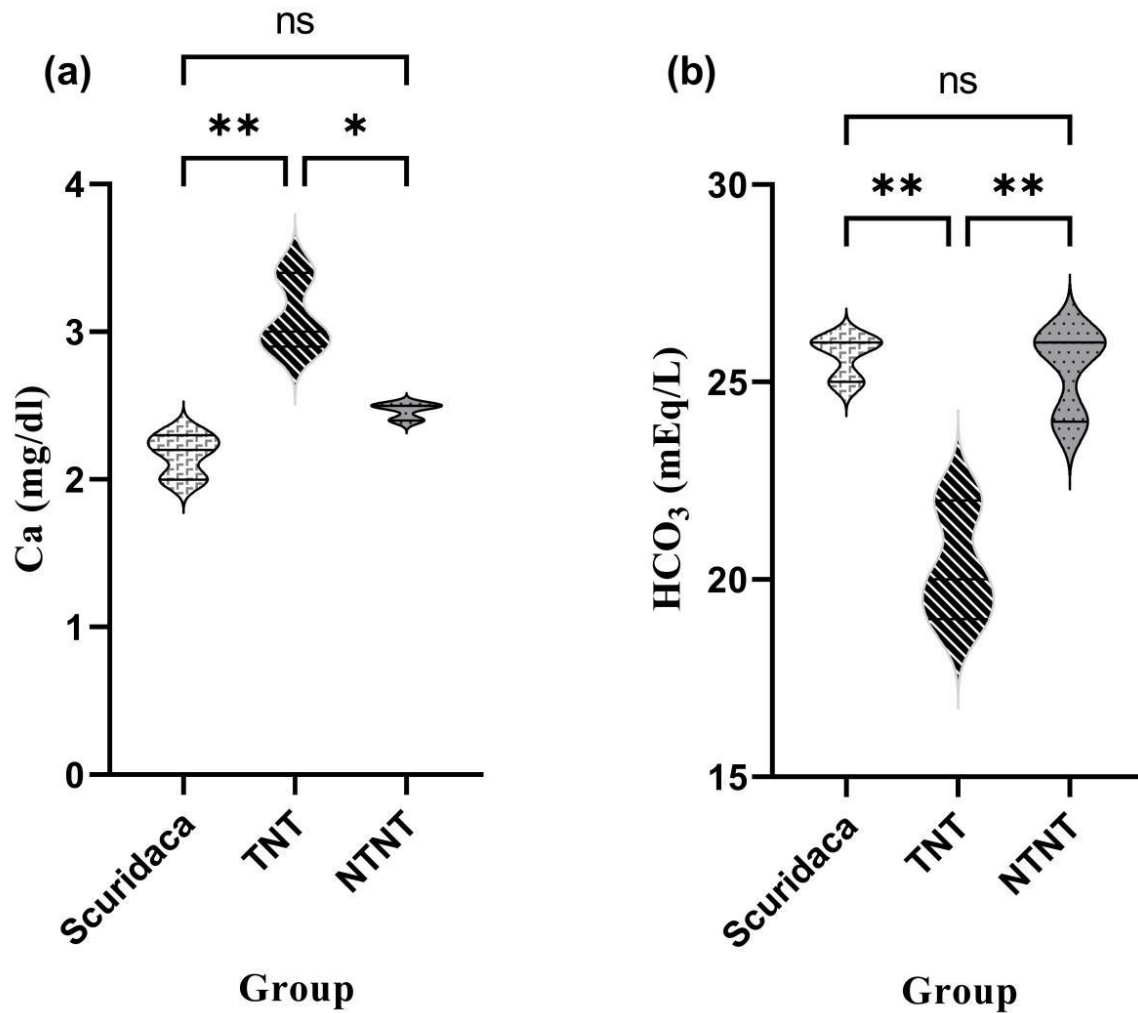 (a)
ns
** *
Ca (mg/dl)
4
3
2
1
0
Scuridaca
TNT
NTNT
Group
(b)
ns
** **
HCO₃ (mEq/L)
30
25
20
15
Scuridaca
TNT
NTNT
Group